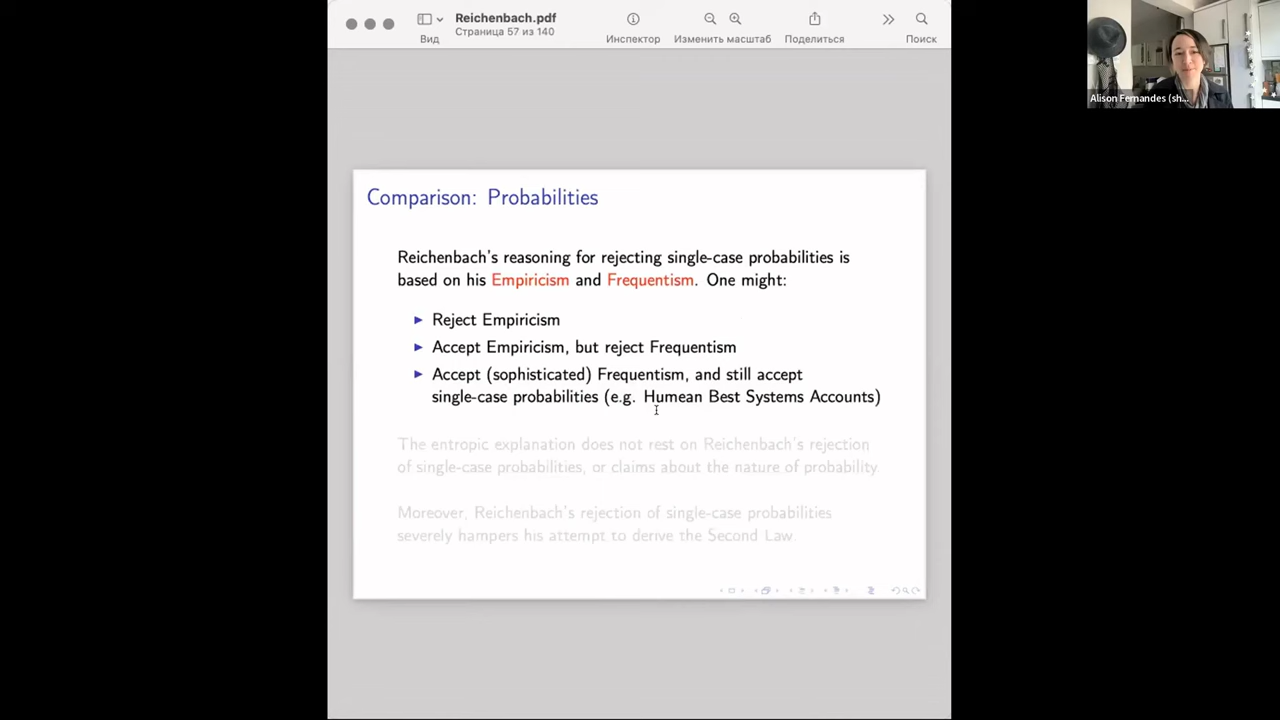 Reichenbach.pdf
Страница 57 из 140
Вид
Инспектор
Изменить масштаб
Поделиться
Поиск
Alison Fernandes (sh...
Comparison: Probabilities
Reichenbach's reasoning for rejecting single-case probabilities is
based on his Empiricism and Frequentism. One might:
Reject Empiricism
Accept Empiricism, but reject Frequentism
Accept (sophisticated) Frequentism, and still accept
single-case probabilities (e.g. Humean Best Systems Accounts)
The entropic explanation does not rest on Reichenbach's rejection
of single-case probabilities, or claims about the nature of probability.
Moreover, Reichenbach's rejection of single-case probabilities
severely hampers his attempt to derive the Second Law.